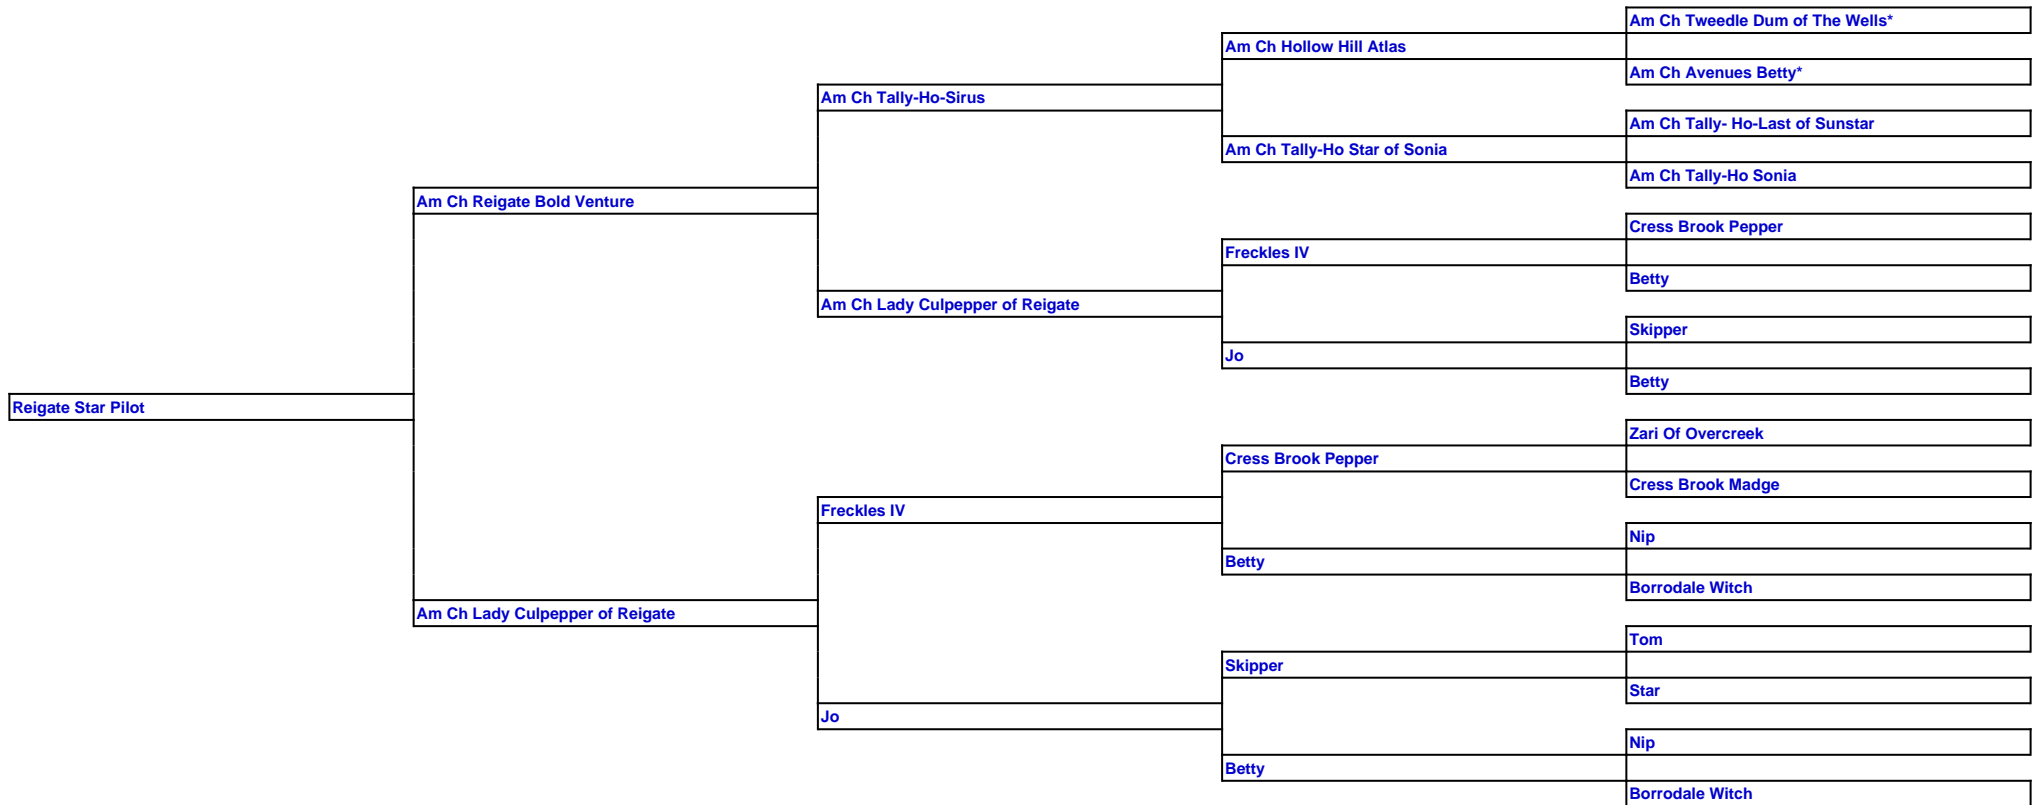 Am Ch Tweedle Dum of The Wells*
Am Ch Hollow Hill Atlas
Am Ch Avenues Betty*
Am Ch Tally-Ho-Sirus
Am Ch Tally- Ho-Last of Sunstar
Am Ch Tally-Ho Star of Sonia
Am Ch Tally-Ho Sonia
Am Ch Reigate Bold Venture
Cress Brook Pepper
Freckles IV
Betty
Am Ch Lady Culpepper of Reigate
Skipper
Jo
Betty
Reigate Star Pilot
Zari Of Overcreek
Cress Brook Pepper
Cress Brook Madge
Freckles IV
Nip
Betty
Borrodale Witch
Am Ch Lady Culpepper of Reigate
Tom
Skipper
Star
Jo
Nip
Betty
Borrodale Witch